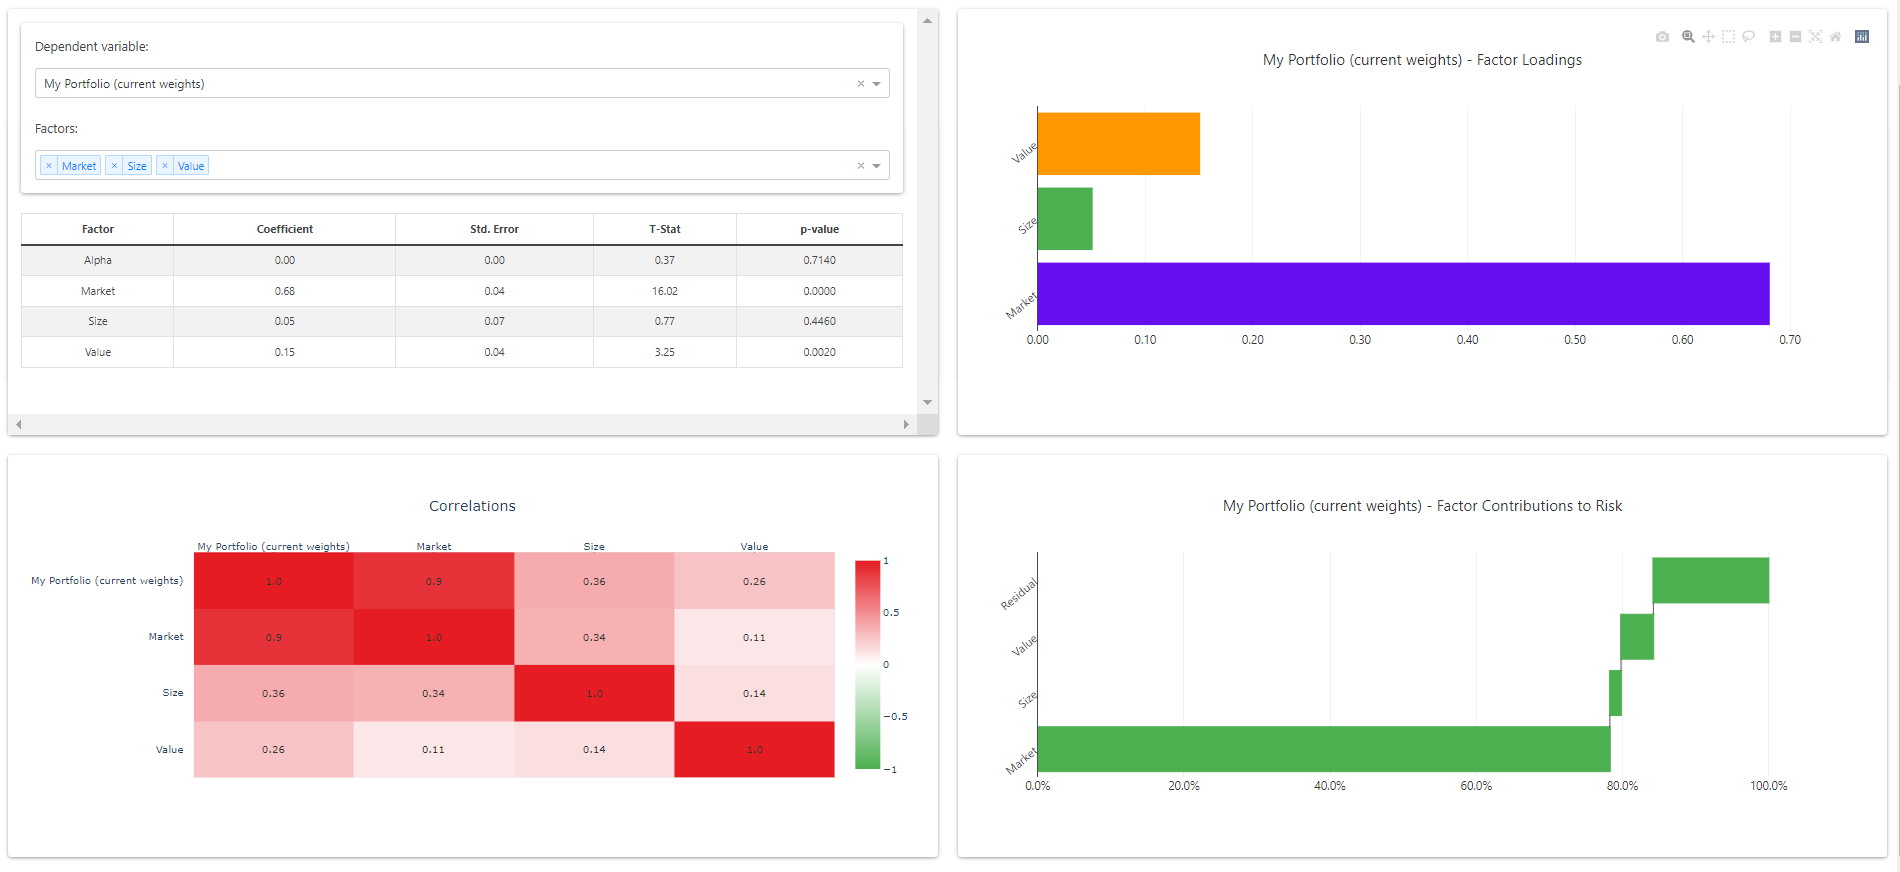 Dependent variable:
My Portfolio (current weights)
Factors:
× Market × Size × Value
Factor Coefficient Std. Error T-Stat p-value
Alpha 0.00 0.00 0.37 0.7140
Market 0.68 0.04 16.02 0.0000
Size 0.05 0.07 0.77 0.4460
Value 0.15 0.04 3.25 0.0020
My Portfolio (current weights) - Factor Loadings
Value
Size
Market
0.00 0.10 0.20 0.30 0.40 0.50 0.60 0.70
Correlations
My Portfolio (current weights) Market Size Value
My Portfolio (current weights) 1.0 0.9 0.36 0.26
Market 0.9 1.0 0.34 0.11
Size 0.36 0.34 1.0 0.14
Value 0.26 0.11 0.14 1.0
1
0.5
0
−0.5
−1
My Portfolio (current weights) - Factor Contributions to Risk
Residual
Value
Size
Market
0.0% 20.0% 40.0% 60.0% 80.0% 100.0%